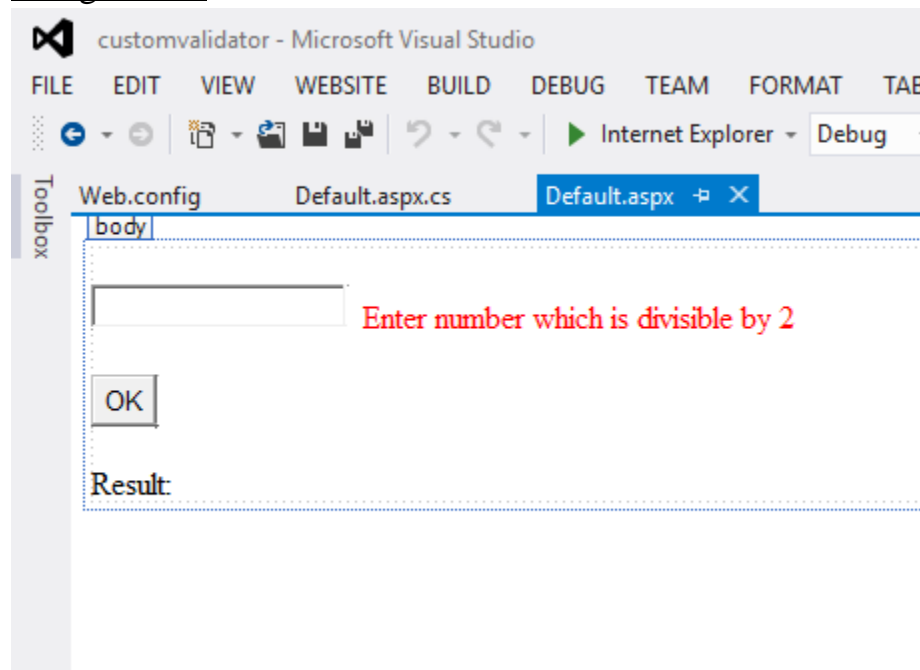 customvalidator - Microsoft Visual Studio
FILE EDIT VIEW WEBSITE BUILD DEBUG TEAM FORMAT
Internet Explorer Debug
Toolbox
Web.config Default.aspx.cs Default.aspx
body
Enter number which is divisible by 2
OK
Result: